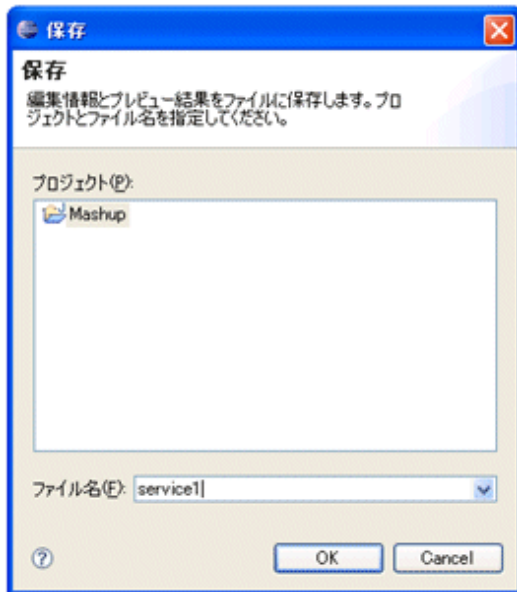 保存
保存
編集情報とプレビュー結果をファイルに保存します。プロ
ジェクトとファイル名を指定してください。
プロジェクト(P):
Mashup
ファイル名(F): service1
?
OK Cancel